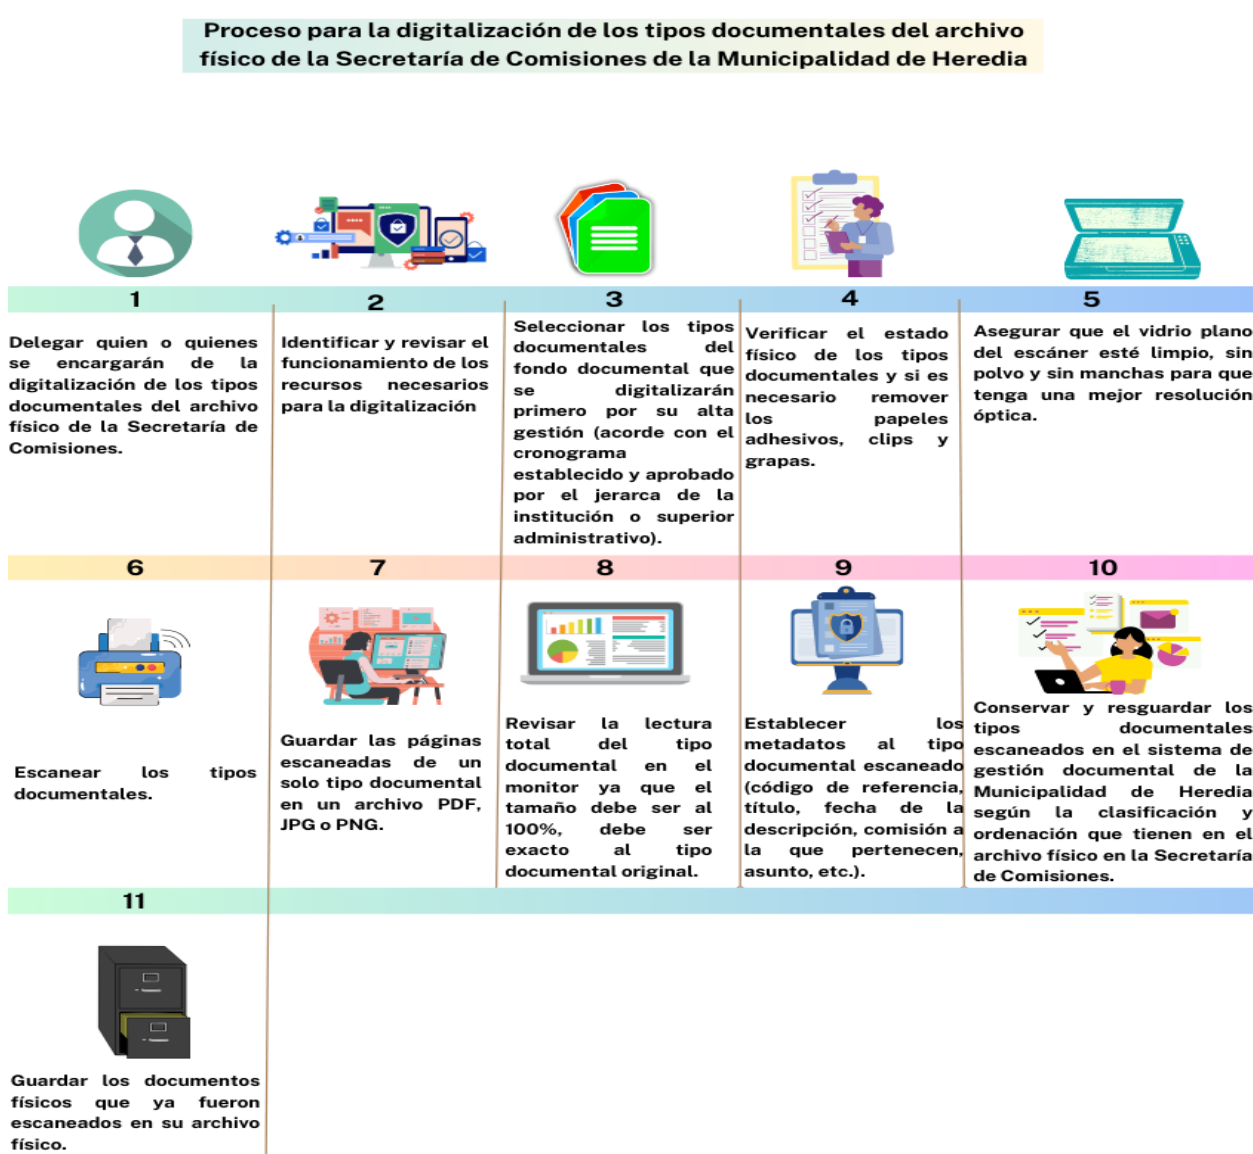 Proceso para la digitalización de los tipos documentales del archivo
físico de la Secretaría de Comisiones de la Municipalidad de Heredia
1
Delegar quien o quienes
se encargarán de la
digitalización de los tipos
documentales del archivo
físico de la Secretaría de
Comisiones.
2
Identificar y revisar el
funcionamiento de los
recursos necesarios
para la digitalización
3
Seleccionar los tipos
documentales del
fondo documental que
se digitalizarán
primero por su alta
gestión (acorde con el
cronograma
establecido y aprobado
por el jerarca de la
institución o superior
administrativo).
4
Verificar el estado
físico de los tipos
documentales y si es
necesario remover
los papeles
adhesivos, clips y
grapas.
5
Asegurar que el vidrio plano
del escáner esté limpio, sin
polvo y sin manchas para que
tenga una mejor resolución
óptica.
6
Escanear los tipos
documentales.
7
Guardar las páginas
escaneadas de un
solo tipo documental
en un archivo PDF,
JPG o PNG.
8
Revisar la lectura
total del tipo
documental en el
monitor ya que el
tamaño debe ser al
100%, debe ser
exacto al tipo
documental original.
9
Establecer los
metadatos al tipo
documental escaneado
(código de referencia,
título, fecha de la
descripción, comisión a
la que pertenecen,
asunto, etc.).
10
Conservar y resguardar los
tipos documentales
escaneados en el sistema de
gestión documental de la
Municipalidad de Heredia
según la clasificación y
ordenación que tienen en el
archivo físico en la Secretaría
de Comisiones.
11
Guardar los documentos
físicos que ya fueron
escaneados en su archivo
físico.